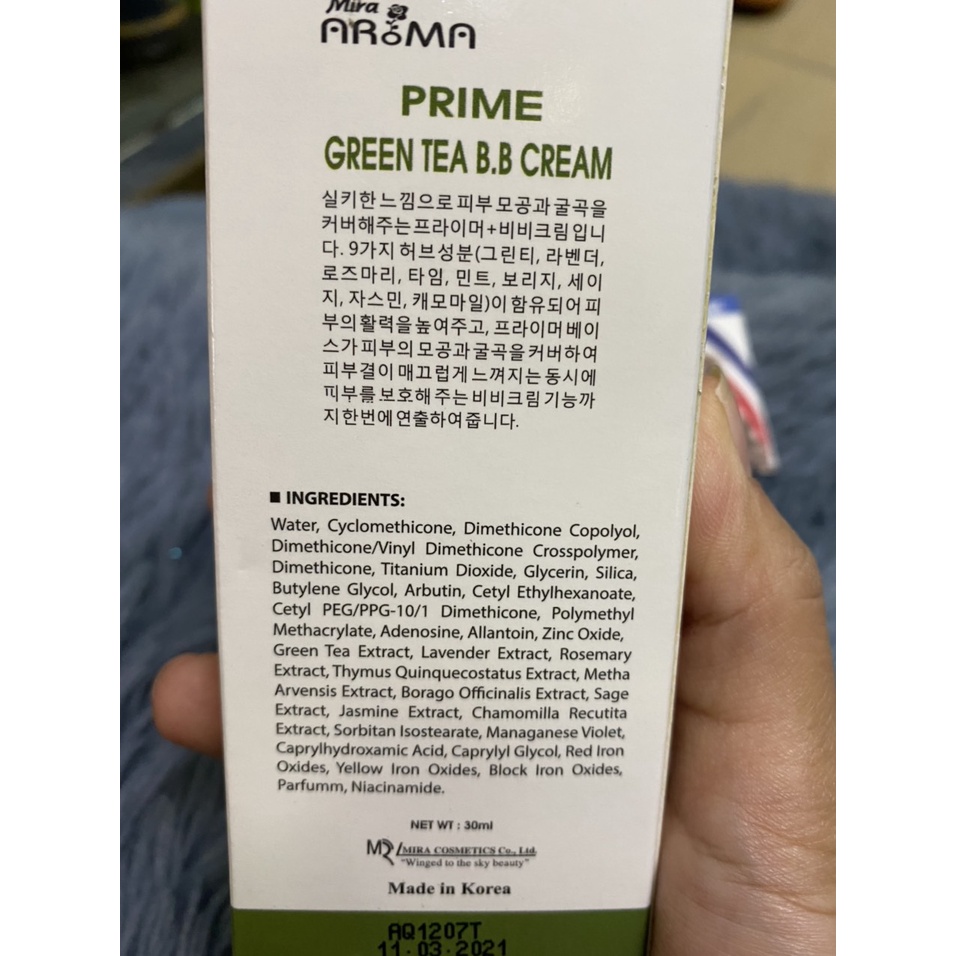 Mira
AROMA
PRIME
GREEN TEA B.B CREAM
실키한 느낌으로 피부 모공과 굴곡을
커버해주는 프라이머+비비크림입니
다. 9가지 허브성분(그린티, 라벤더,
로즈마리, 타임, 민트, 보리지, 세이
지, 자스민, 캐모마일)이 함유되어 피
부의 활력을 높여주고, 프라이머 베이
스가 피부의 모공과 굴곡을 커버하여
피부결이 매끄럽게 느껴지는 동시에
피부를 보호해 주는 비비크림 기능까
지 한번에 연출하여 줍니다.
■ INGREDIENTS:
Water, Cyclomethicone, Dimethicone Copolyol,
Dimethicone/Vinyl Dimethicone Crosspolymer,
Dimethicone, Titanium Dioxide, Glycerin, Silica,
Butylene Glycol, Arbutin, Cetyl Ethylhexanoate,
Cetyl PEG/PPG-10/1 Dimethicone, Polymethyl
Methacrylate, Adenosine, Allantoin, Zinc Oxide,
Green Tea Extract, Lavender Extract, Rosemary
Extract, Thymus Quinquecostatus Extract, Metha
Arvensis Extract, Borago Officinalis Extract, Sage
Extract, Jasmine Extract, Chamomilla Recutita
Extract, Sorbitan Isostearate, Managanese Violet,
Caprylhydroxamic Acid, Caprylyl Glycol, Red Iron
Oxides, Yellow Iron Oxides, Block Iron Oxides,
Parfumm, Niacinamide.
NET WT : 30ml
MR MIRA COSMETICS Co., Ltd.
"Winged to the sky beauty"
Made in Korea
AQ1207T
11.03.2021